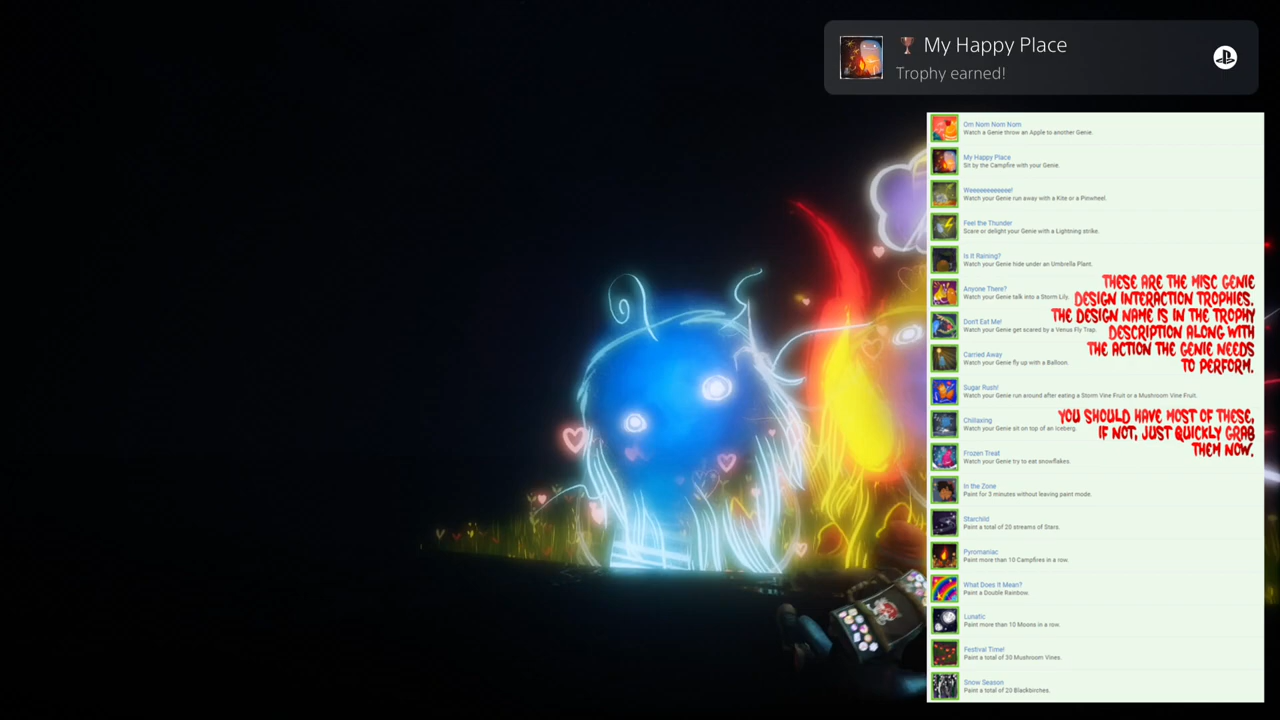 My Happy Place
Trophy earned!
Om Nom Nom Nom
Watch a Genie throw an Apple to another Genie.
My Happy Place
Sit by the Campfire with your Genie.
Weeeeeeeeeeee!
Watch your Genie run away with a Kite or a Pinwheel.
Feel the Thunder
Scare or delight your Genie with a Lightning strike.
Is It Raining?
Watch your Genie hide under an Umbrella Plant.
Anyone There?
Watch your Genie talk into a Storm Lily.
Don't Eat Me!
Watch your Genie get scared by a Venus Fly Trap.
Carried Away
Watch your Genie fly up with a Balloon.
Sugar Rush!
Watch your Genie run around after eating a Storm Vine Fruit or a Mushroom Vine Fruit.
Chillaxing
Watch your Genie sit on top of an iceberg.
Frozen Treat
Watch your Genie try to eat snowflakes.
In the Zone
Paint for 3 minutes without leaving paint mode.
Starchild
Paint a total of 20 streams of Stars.
Pyromaniac
Paint more than 10 Campfires in a row.
What Does It Mean?
Paint a Double Rainbow.
Lunatic
Paint more than 10 Moons in a row.
Festival Time!
Paint a total of 30 Mushroom Vines.
Snow Season
Paint a total of 20 Blackbirches.
THESE ARE THE MISC GENIE
DESIGN INTERACTION TROPHIES.
THE DESIGN NAME IS IN THE TROPHY
DESCRIPTION ALONG WITH
THE ACTION THE GENIE NEEDS
TO PERFORM.
YOU SHOULD HAVE MOST OF THESE,
IF NOT, JUST QUICKLY GRAB
THEM NOW.